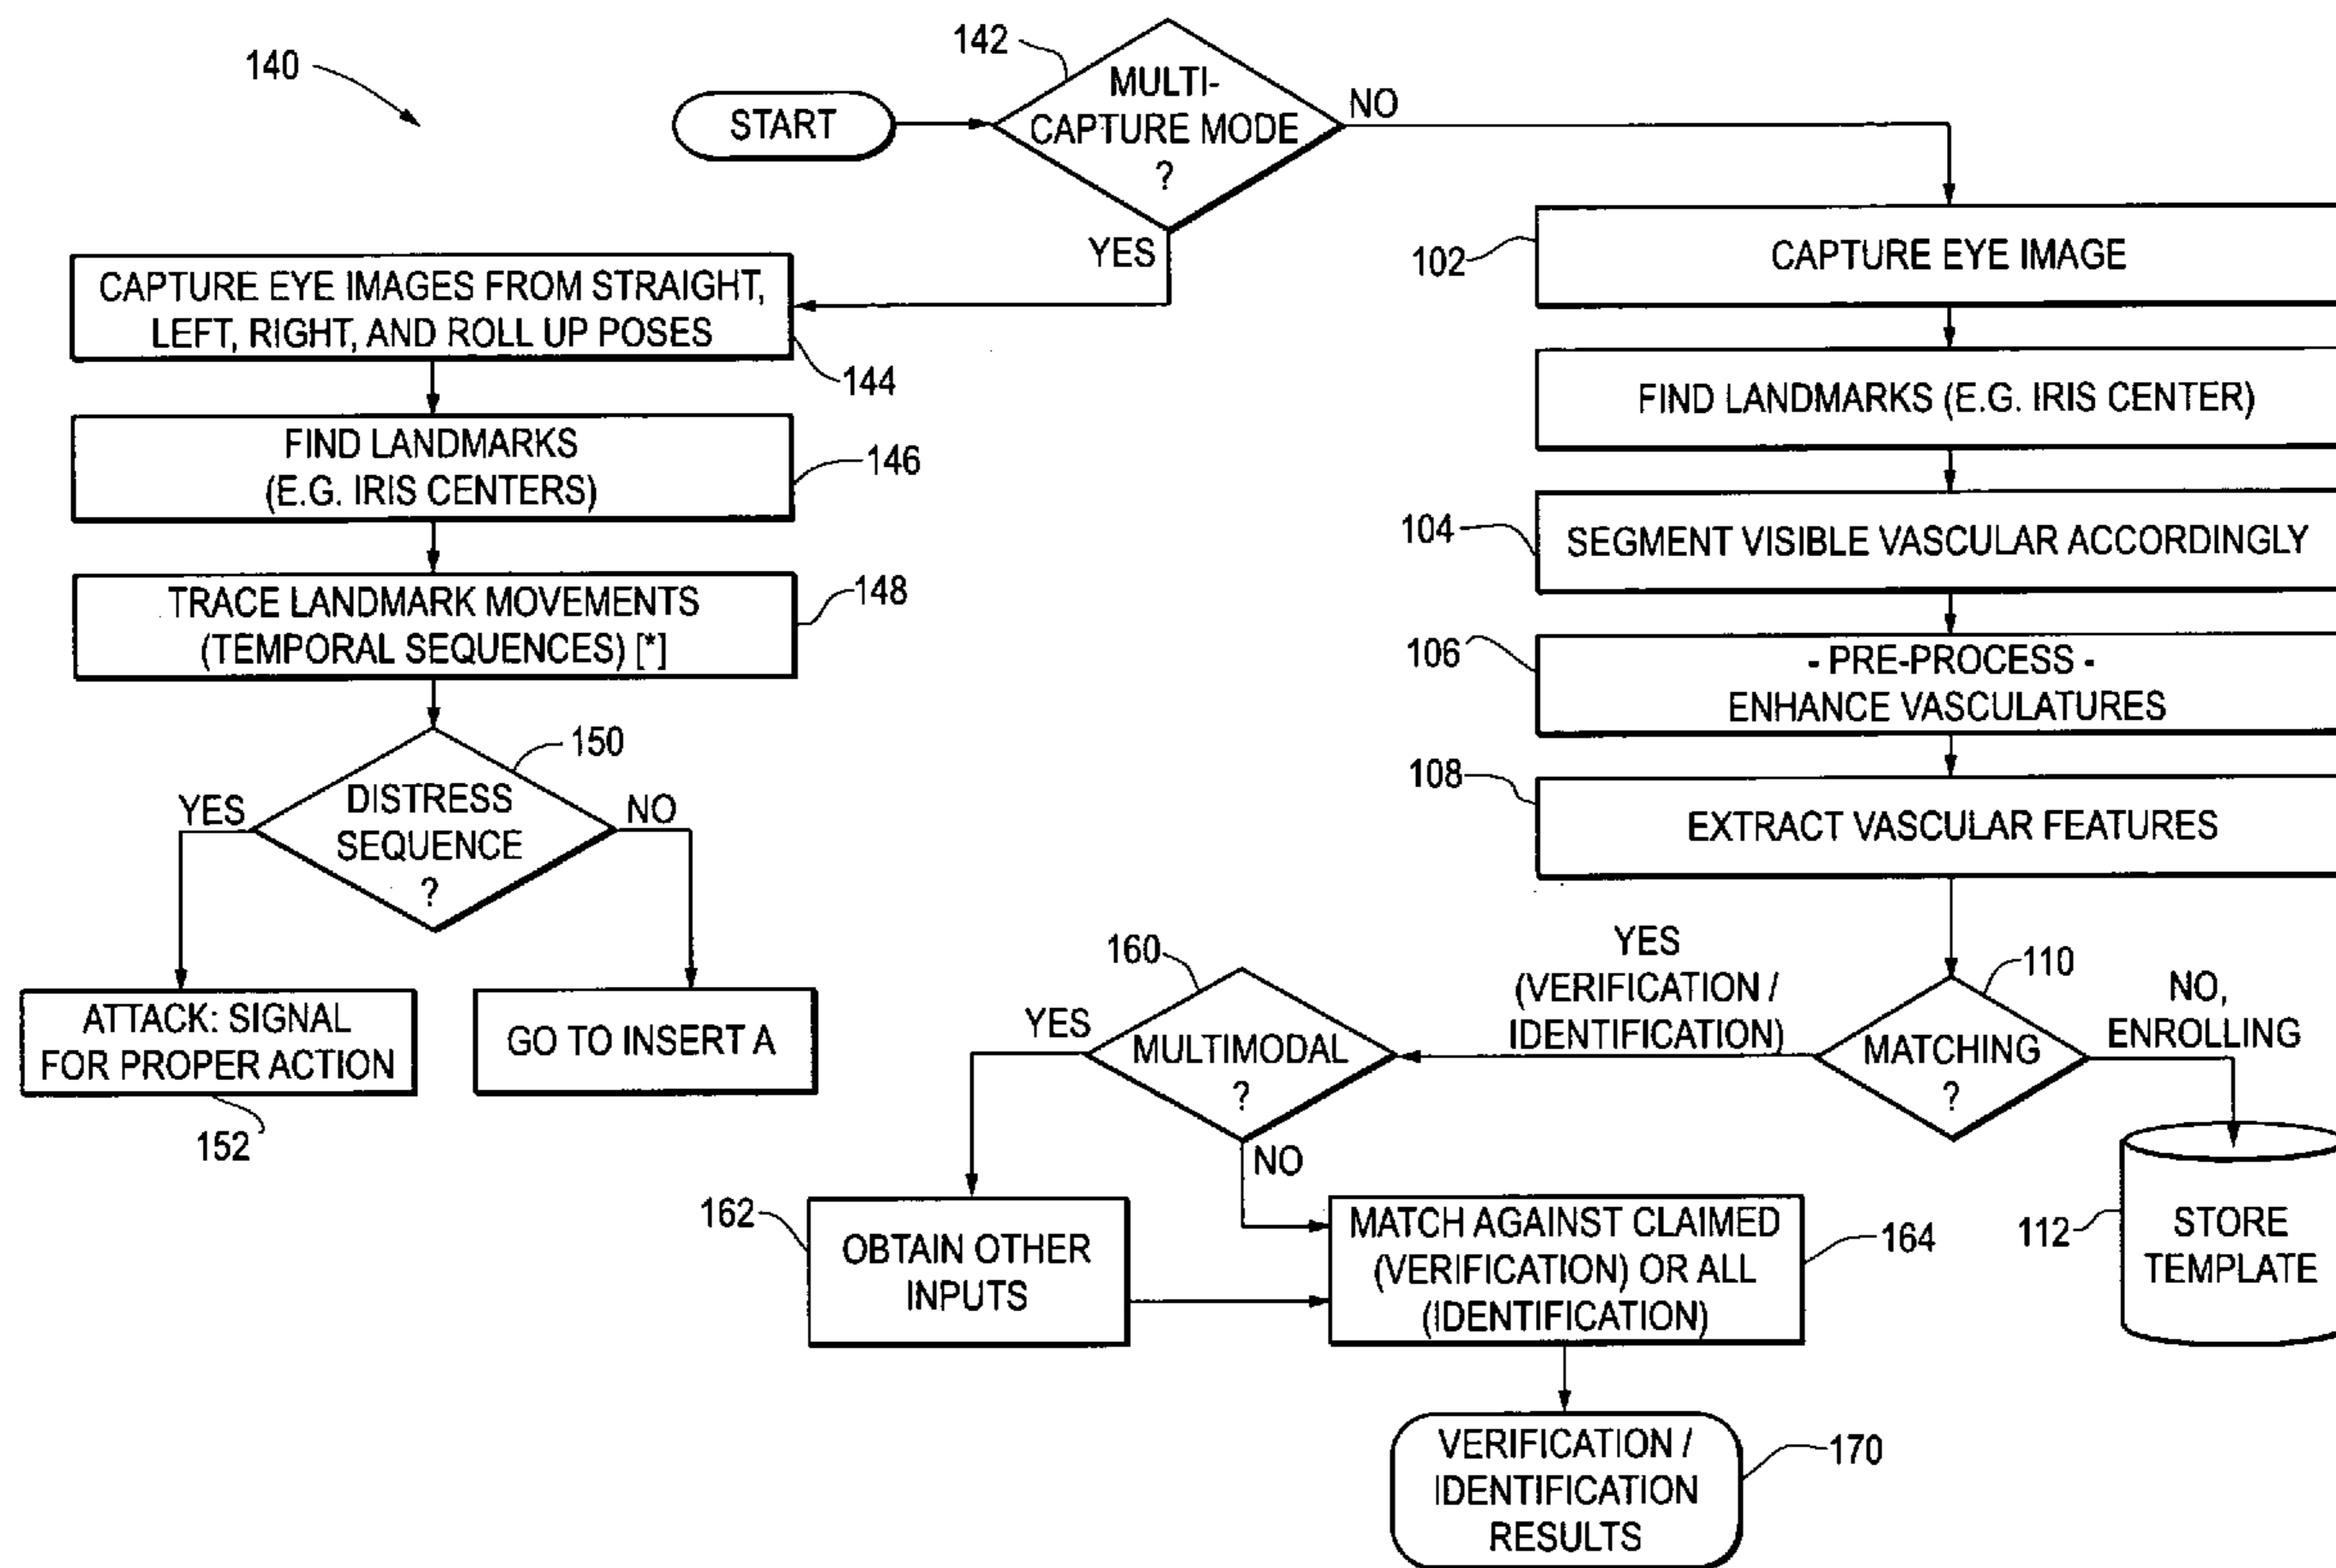 140
142
START
MULTI-
CAPTURE MODE
?
NO
YES
CAPTURE EYE IMAGES FROM STRAIGHT,
LEFT, RIGHT, AND ROLL UP POSES
144
FIND LANDMARKS
(E.G. IRIS CENTERS)
146
TRACE LANDMARK MOVEMENTS
(TEMPORAL SEQUENCES) [*]
148
150
DISTRESS
SEQUENCE
?
YES
NO
ATTACK: SIGNAL
FOR PROPER ACTION
152
GO TO INSERT A
102
CAPTURE EYE IMAGE
FIND LANDMARKS (E.G. IRIS CENTER)
104
SEGMENT VISIBLE VASCULAR ACCORDINGLY
106
- PRE-PROCESS -
ENHANCE VASCULATURES
108
EXTRACT VASCULAR FEATURES
110
MATCHING
?
YES
(VERIFICATION /
IDENTIFICATION)
NO,
ENROLLING
112
STORE
TEMPLATE
160
MULTIMODAL
?
YES
NO
162
OBTAIN OTHER
INPUTS
MATCH AGAINST CLAIMED
(VERIFICATION) OR ALL
(IDENTIFICATION)
164
VERIFICATION /
IDENTIFICATION
RESULTS
170